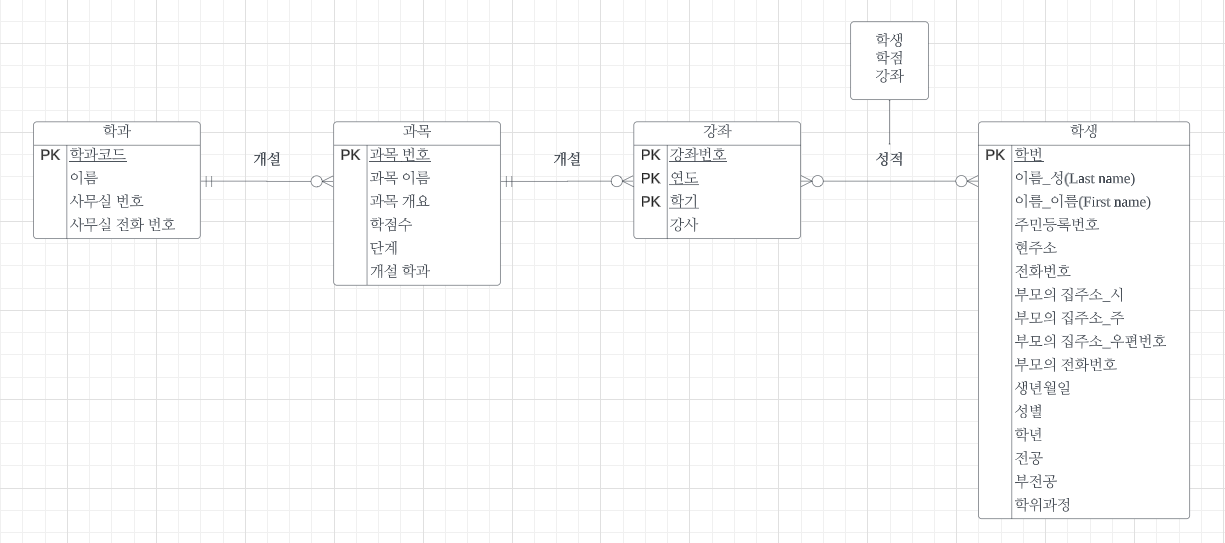 학생
학점
강좌
학과
PK 학과코드
이름
사무실 번호
사무실 전화 번호
개설
과목
PK 과목 번호
과목 이름
과목 개요
학점수
단계
개설 학과
개설
강좌
PK 강좌번호
PK 연도
PK 학기
강사
성적
학생
PK 학번
이름_성(Last name)
이름_이름(First name)
주민등록번호
현주소
전화번호
부모의 집주소_시
부모의 집주소_주
부모의 집주소_우편번호
부모의 전화번호
생년월일
성별
학년
전공
부전공
학위과정